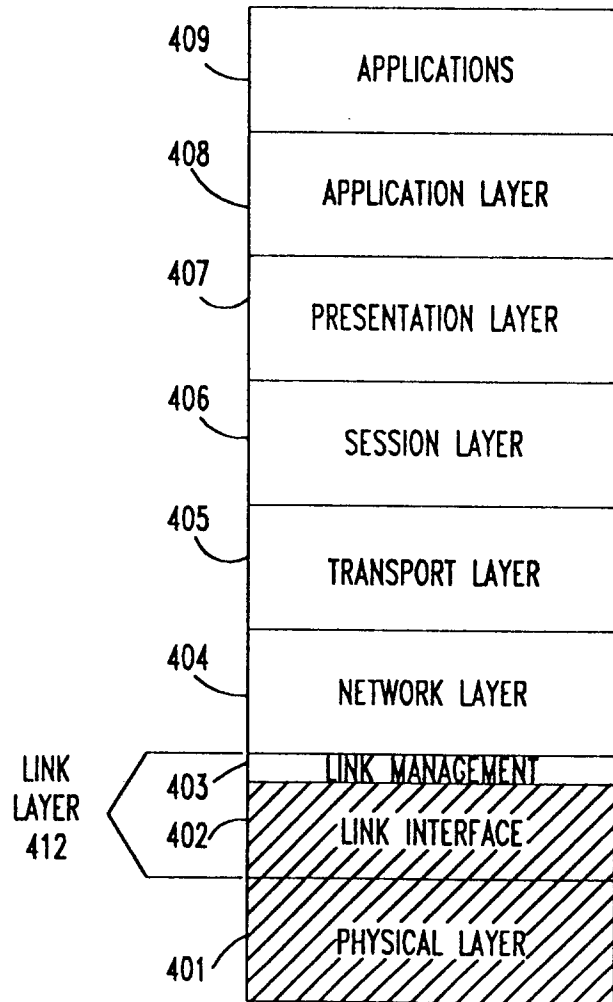 409
APPLICATIONS
408
APPLICATION LAYER
407
PRESENTATION LAYER
406
SESSION LAYER
405
TRANSPORT LAYER
404
NETWORK LAYER
403
LINK MANAGEMENT
LINK
LAYER
412
402
LINK INTERFACE
401
PHYSICAL LAYER